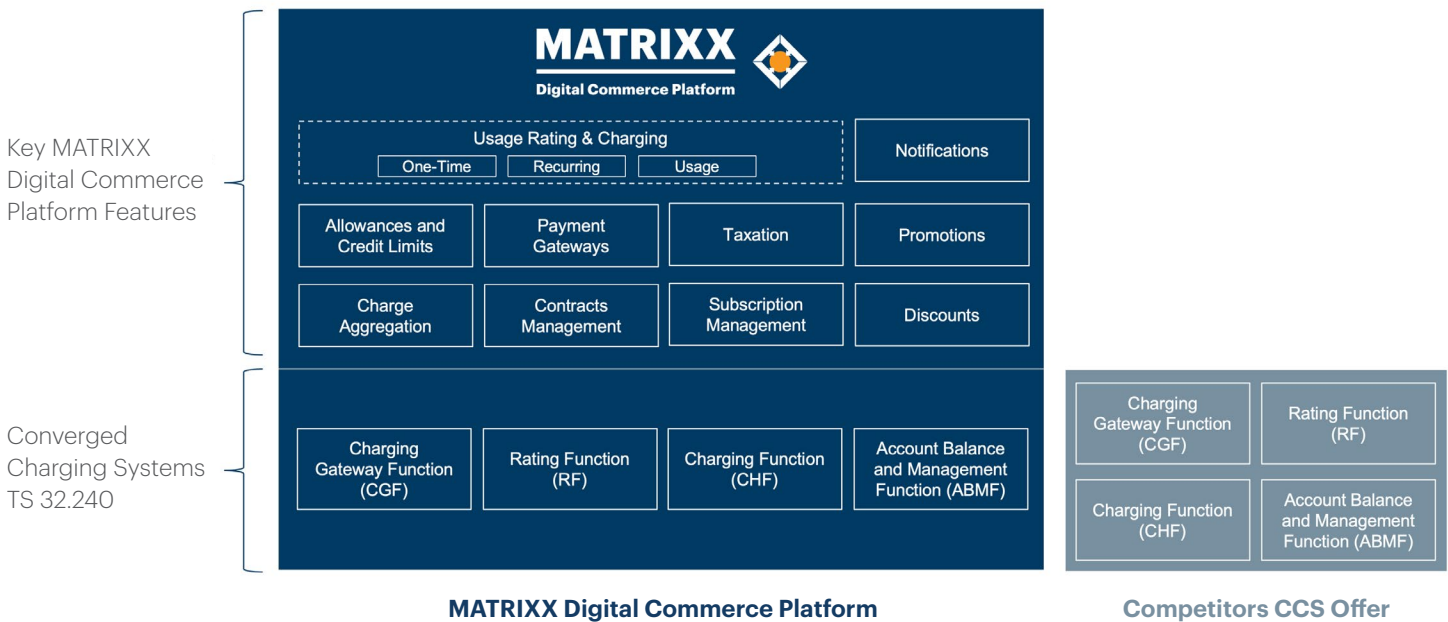 MATRIXX
Digital Commerce Platform
Key MATRIXX
Digital Commerce
Platform Features
Usage Rating & Charging
One-Time
Recurring
Usage
Notifications
Allowances and
Credit Limits
Payment
Gateways
Taxation
Promotions
Charge
Aggregation
Contracts
Management
Subscription
Management
Discounts
Converged
Charging Systems
TS 32.240
Charging
Gateway Function
(CGF)
Rating Function
(RF)
Charging Function
(CHF)
Account Balance
and Management
Function (ABMF)
Charging
Gateway Function
(CGF)
Rating Function
(RF)
Charging Function
(CHF)
Account Balance
and Management
Function (ABMF)
MATRIXX Digital Commerce Platform
Competitors CCS Offer